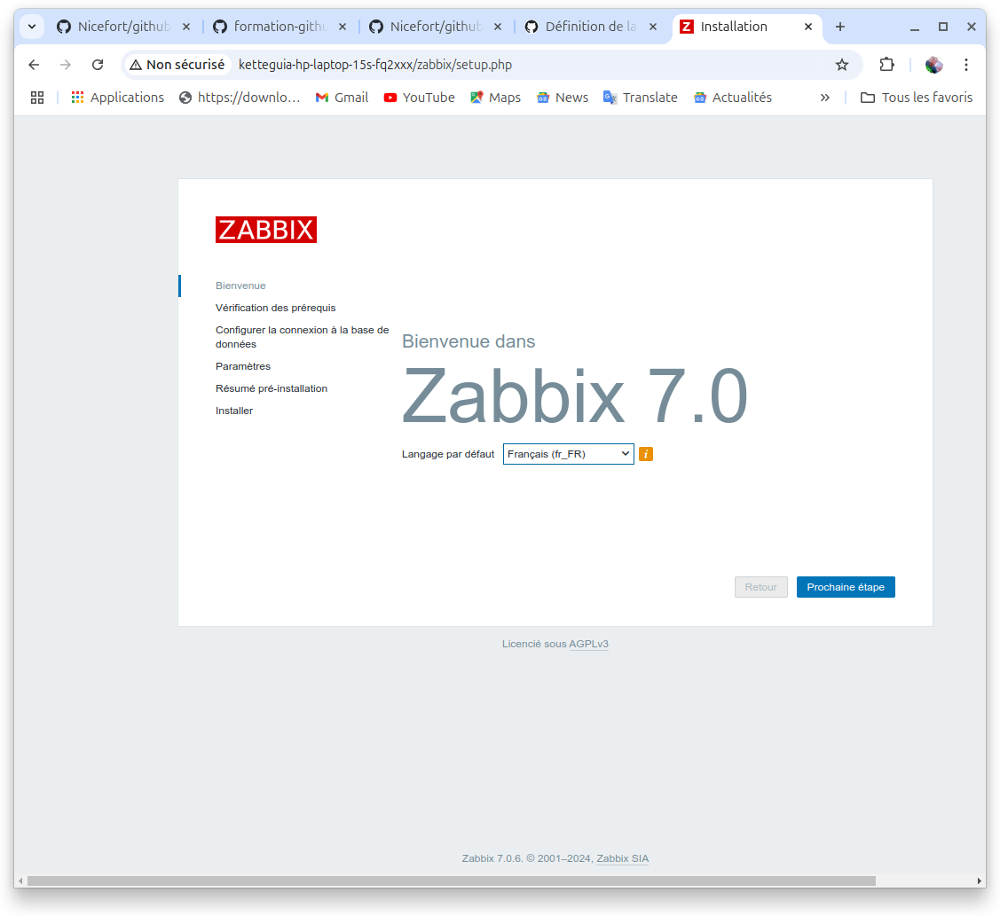 Nicefort/github
formation-githu
Nicefort/github
Définition de la
Z Installation
Non sécurisé ketteguia-hp-laptop-15s-fq2xxx/zabbix/setup.php
Applications https://downlo… Gmail YouTube Maps News Translate Actualités » Tous les favoris
ZABBIX
Bienvenue
Vérification des prérequis
Configurer la connexion à la base de
données
Paramètres
Résumé pré-installation
Installer
Bienvenue dans
Zabbix 7.0
Langage par défaut Français (fr_FR) i
Retour Prochaine étape
Licencié sous AGPLv3
Zabbix 7.0.6. © 2001–2024, Zabbix SIA